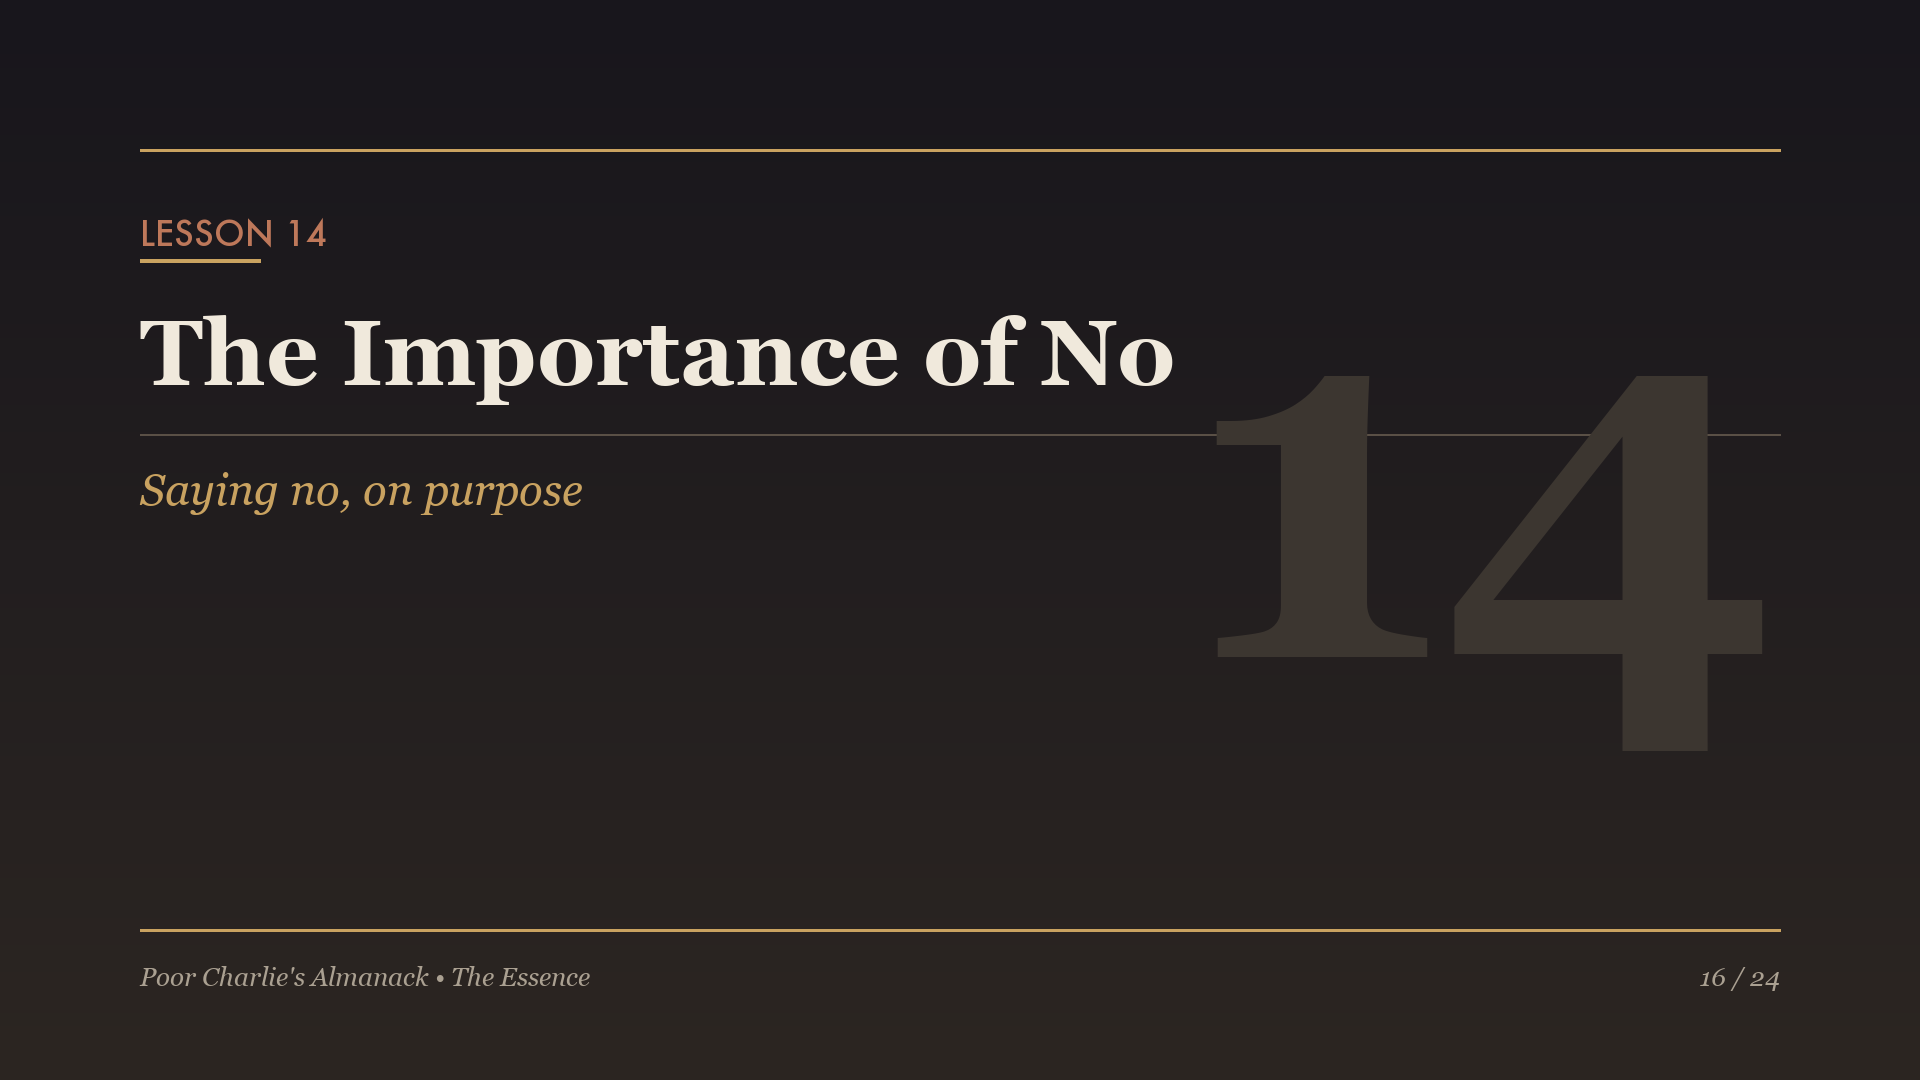 LESSON 14
The Importance of No
Saying no, on purpose
14
Poor Charlie's Almanack • The Essence
16 / 24